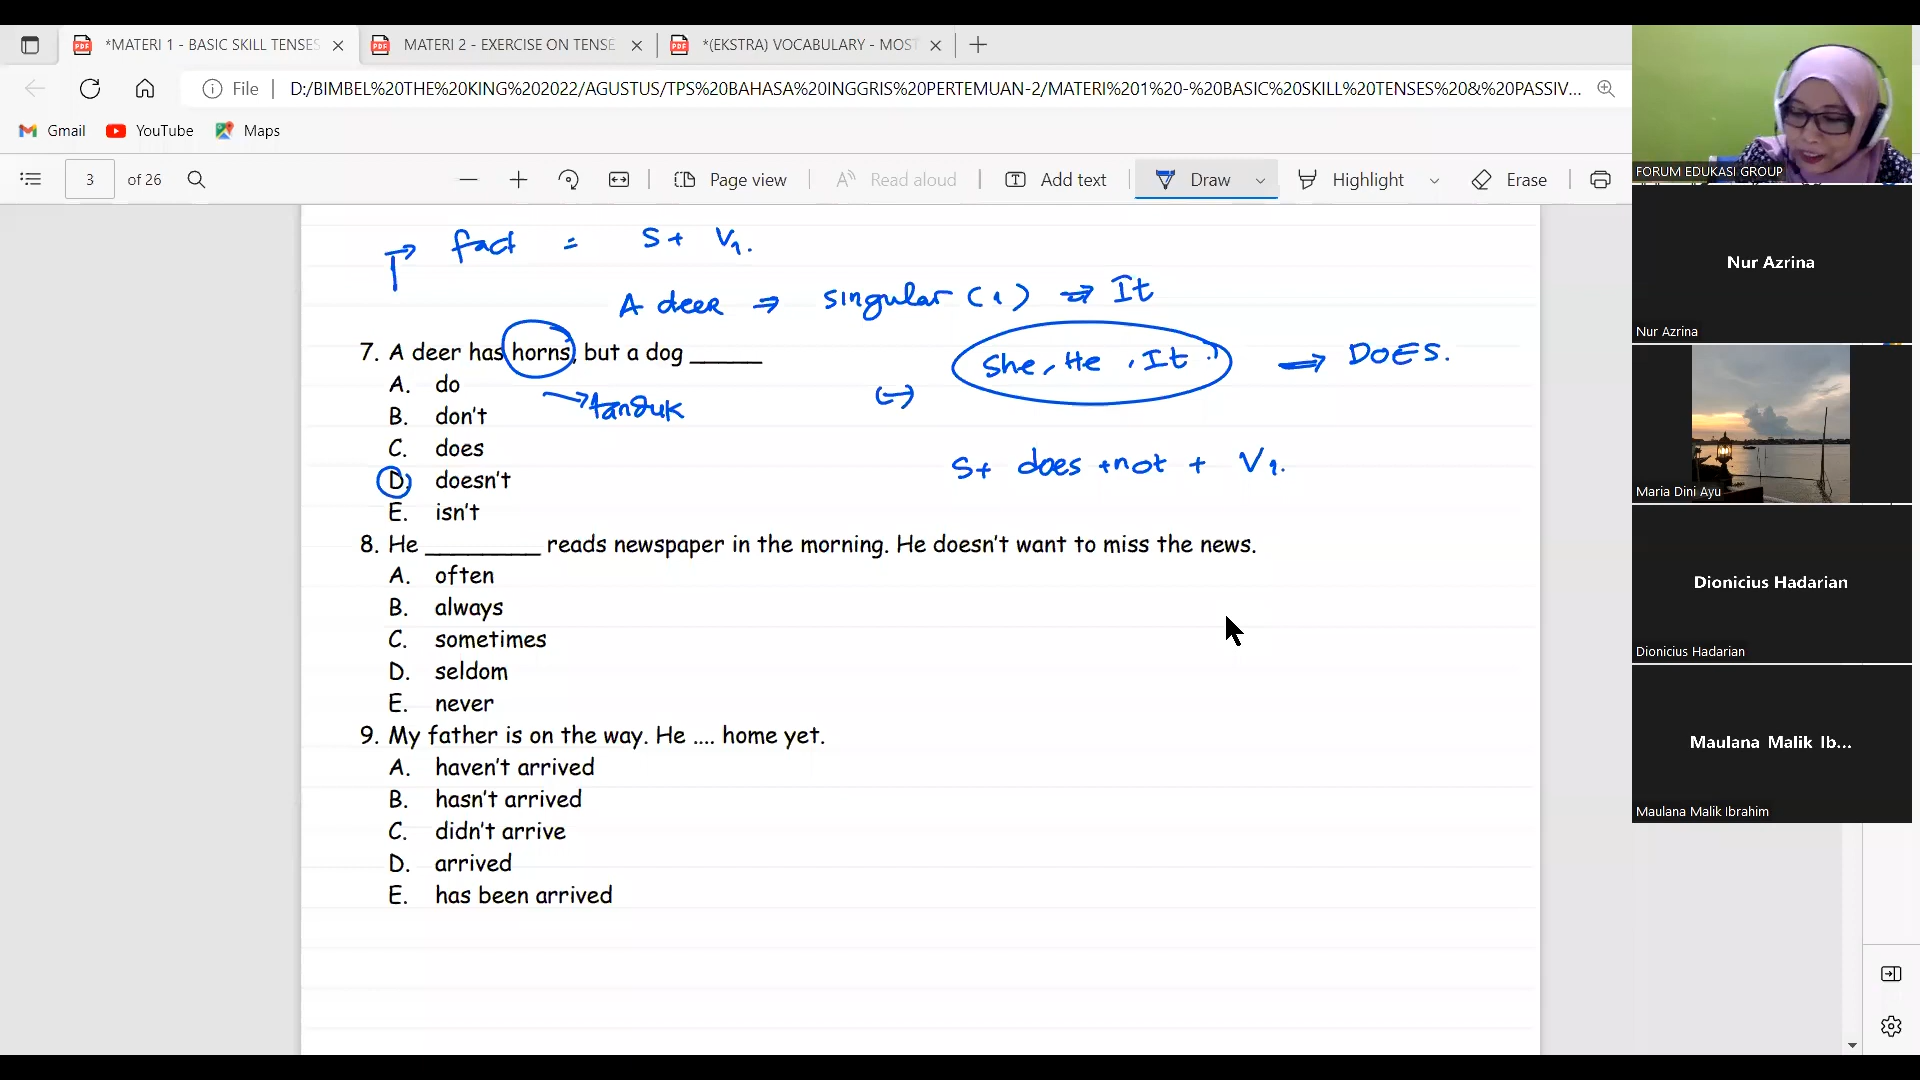 *MATERI 1 - BASIC SKILL TENSES
MATERI 2 - EXERCISE ON TENSE
*(EKSTRA) VOCABULARY - MOST
File
D:/BIMBEL%20THE%20KING%202022/AGUSTUS/TPS%20BAHASA%20INGGRIS%20PERTEMUAN-2/MATERI%201%20-%20BASIC%20SKILL%20TENSES%20&%20PASSIV...
Gmail
YouTube
Maps
3 of 26
Page view
Read aloud
Add text
Draw
Highlight
Erase
fact = S + V1.
A deer ⇒ singular (1) ⇒ It
7. A deer has horns, but a dog ______
She, He, It → DOES.
A. do
→ tanduk
B. don't
C. does
S + does + not + V1.
D. doesn't
E. isn't
8. He _________ reads newspaper in the morning. He doesn't want to miss the news.
A. often
B. always
C. sometimes
D. seldom
E. never
9. My father is on the way. He .... home yet.
A. haven't arrived
B. hasn't arrived
C. didn't arrive
D. arrived
E. has been arrived
FORUM EDUKASI GROUP
Nur Azrina
Nur Azrina
Maria Dini Ayu
Dionicius Hadarian
Dionicius Hadarian
Maulana Malik Ib...
Maulana Malik Ibrahim